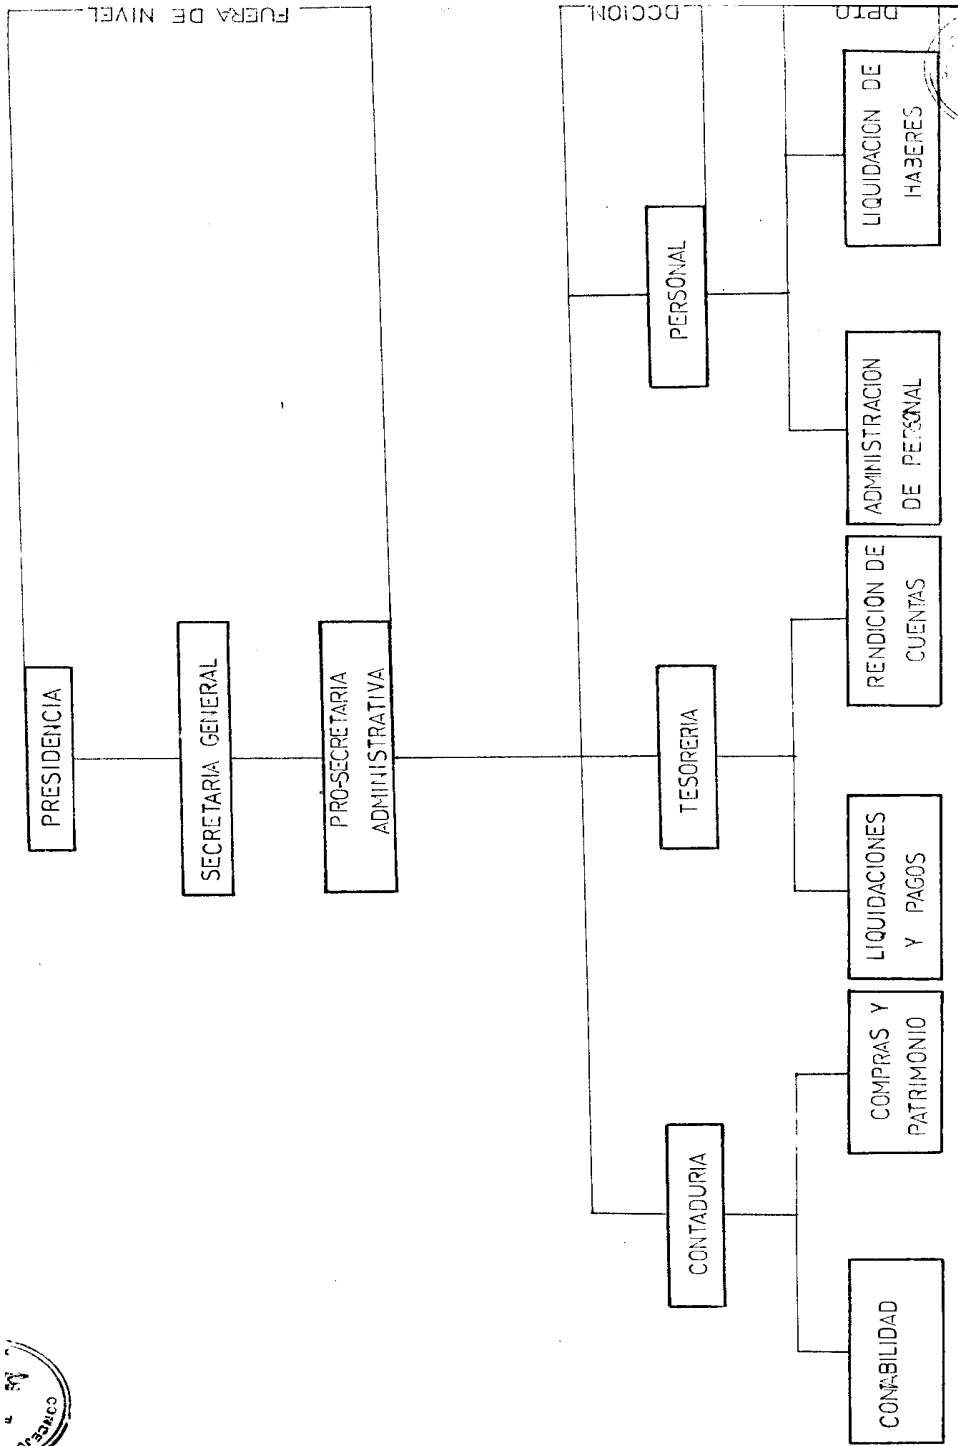 PRESIDENCIA
SECRETARIA GENERAL
PRO-SECRETARIA
ADMINISTRATIVA
FUERA DE NIVEL
CONTADURIA
TESORERIA
PERSONAL
DCCION
CONTABILIDAD
COMPRAS Y
PATRIMONIO
LIQUIDACIONES
Y PAGOS
RENDICION DE
CUENTAS
ADMINISTRACION
DE PERSONAL
LIQUIDACION DE
HABERES
DPTO